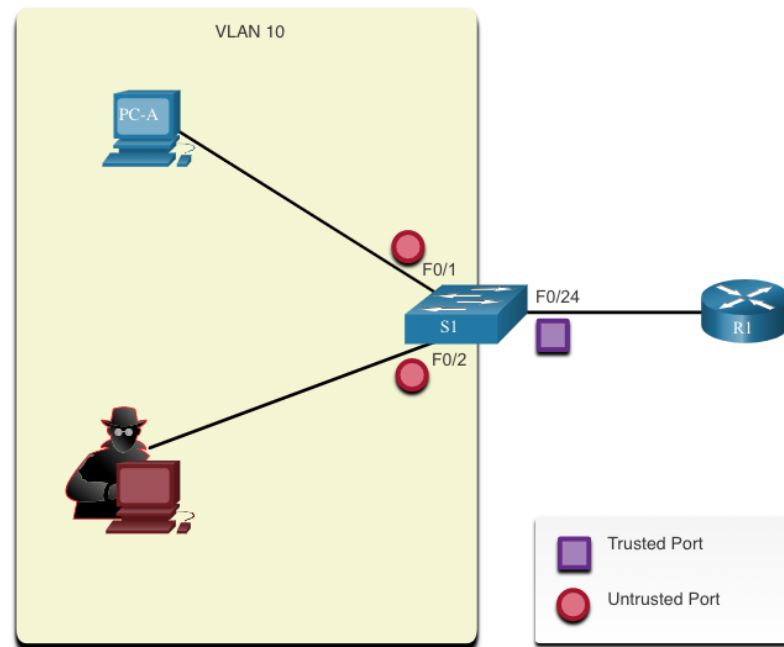 VLAN 10
PC-A
F0/1
F0/24
S1
R1
F0/2
Trusted Port
Untrusted Port